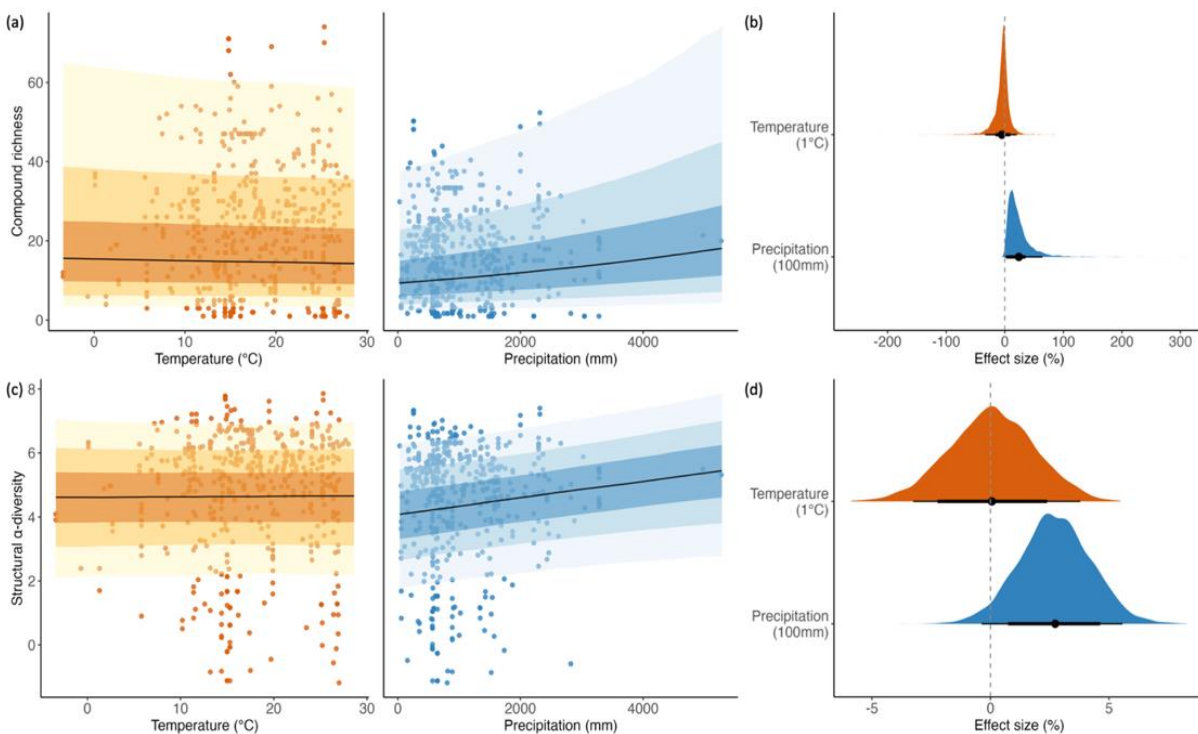 (a)
Compound richness
60
40
20
0
0
10
20
30
Temperature (°C)
0
2000
4000
Precipitation (mm)
(b)
Temperature
(1°C)
Precipitation
(100mm)
-200
-100
0
100
200
300
Effect size (%)
(c)
Structural α-diversity
8
6
4
2
0
0
10
20
30
Temperature (°C)
0
2000
4000
Precipitation (mm)
(d)
Temperature
(1°C)
Precipitation
(100mm)
-5
0
5
Effect size (%)